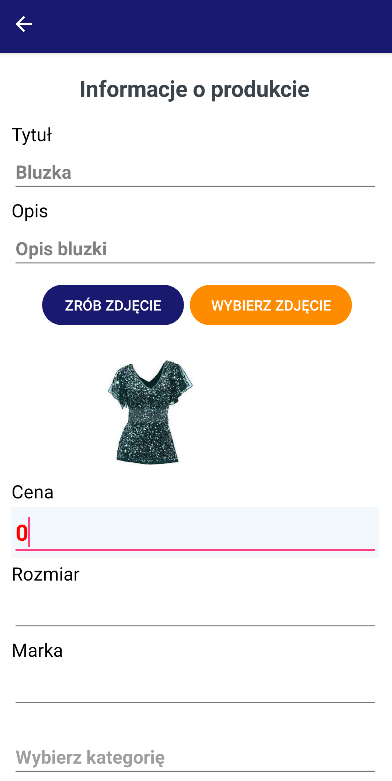 Informacje o produkcie
Tytuł
Bluzka
Opis
Opis bluzki
ZRÓB ZDJĘCIE
WYBIERZ ZDJĘCIE
Cena
0
Rozmiar
Marka
Wybierz kategorię